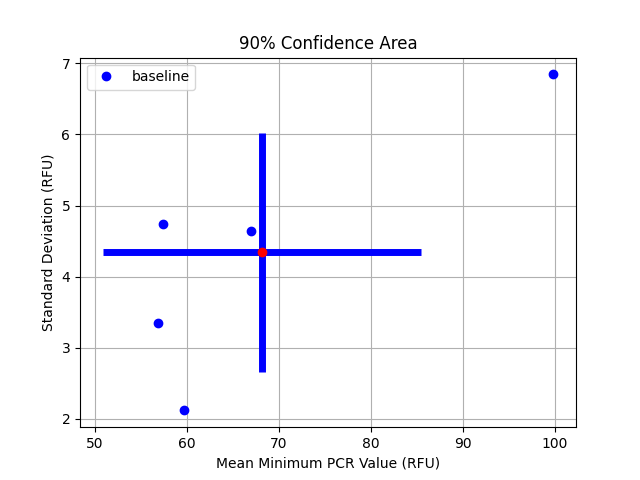 90% Confidence Area
baseline
Standard Deviation (RFU)
7
6
5
4
3
2
50 60 70 80 90 100
Mean Minimum PCR Value (RFU)